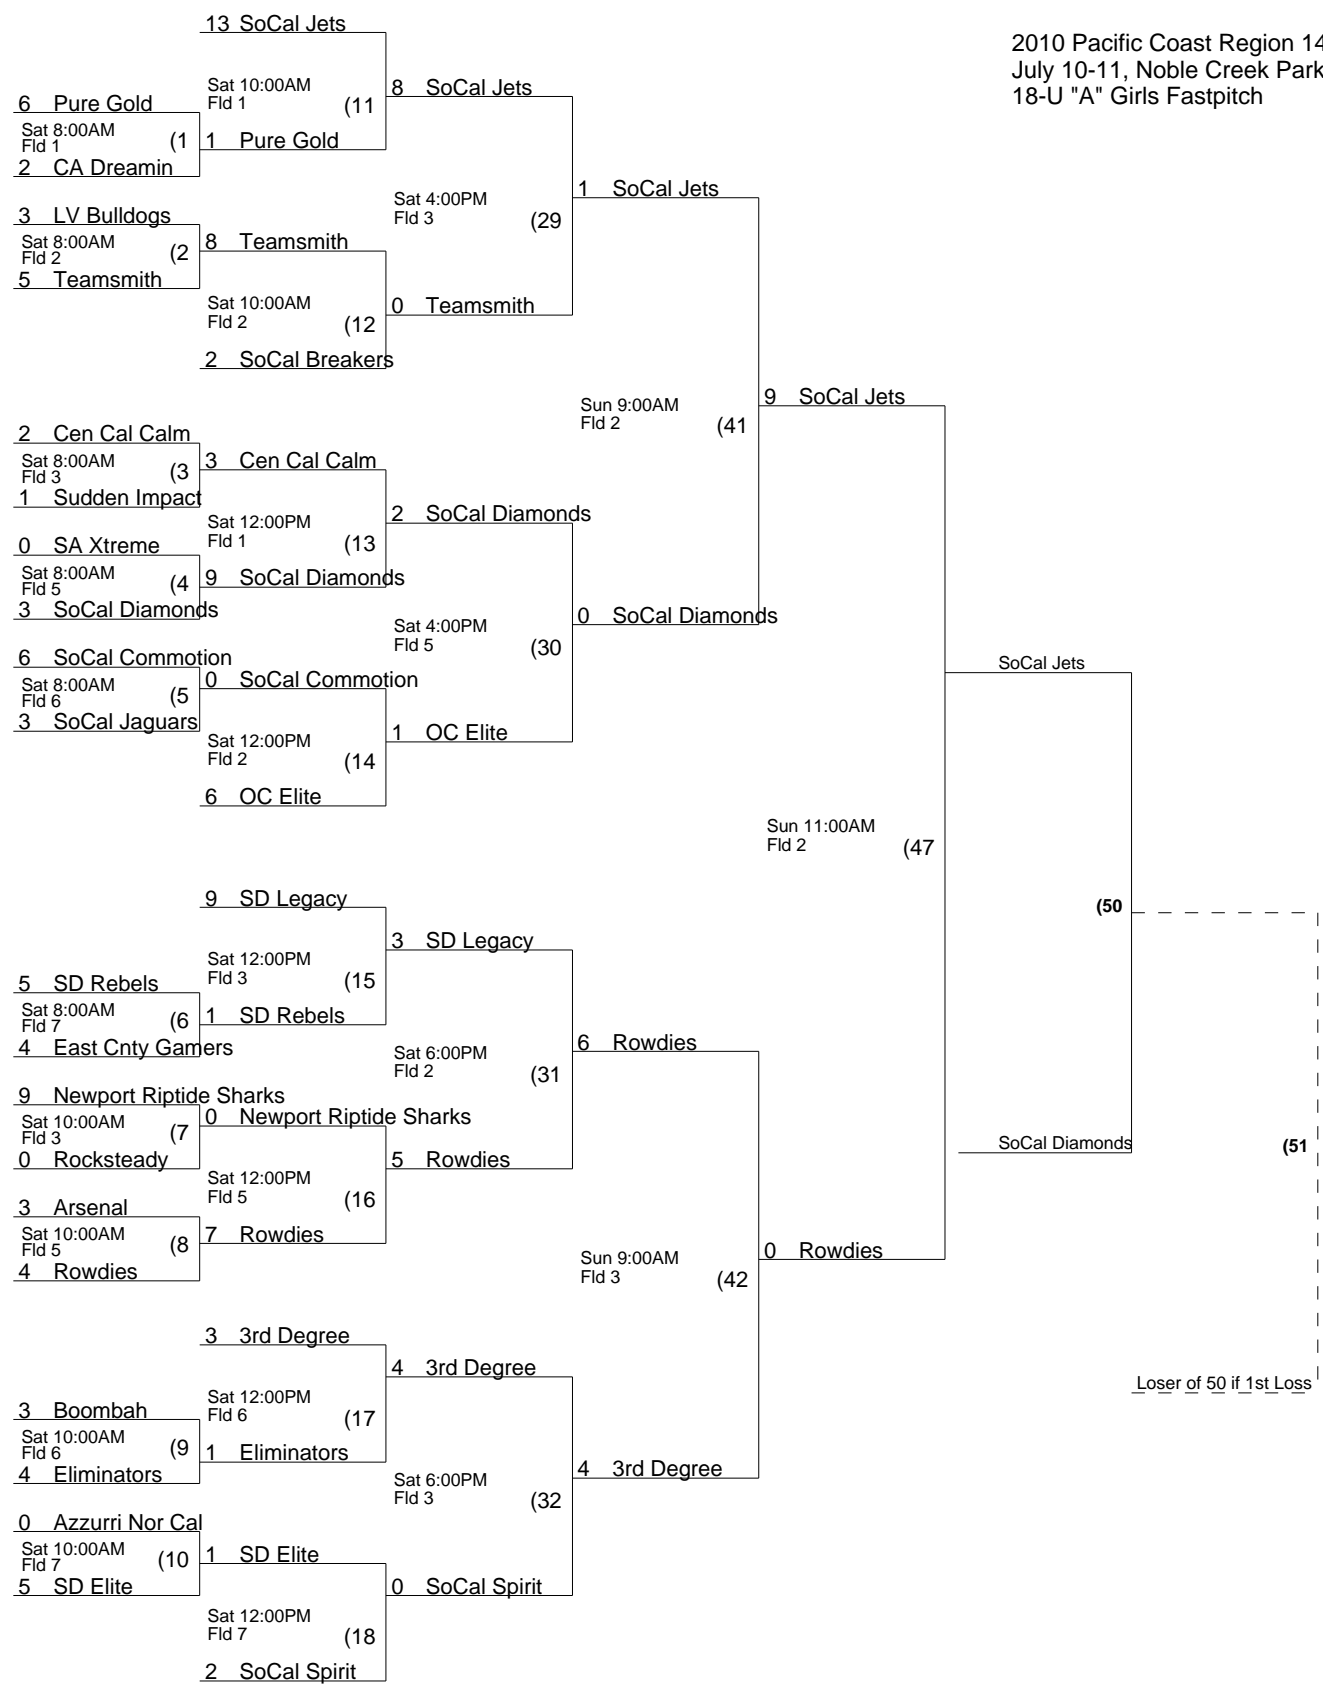 2010 Pacific Coast Region 14
July 10-11, Noble Creek Park
18-U "A" Girls Fastpitch
13 SoCal Jets
Sat 10:00AM
Fld 1
(11
6 Pure Gold
Sat 8:00AM
Fld 1
(1
2 CA Dreamin
1 Pure Gold
3 LV Bulldogs
Sat 8:00AM
Fld 2
(2
5 Teamsmith
8 Teamsmith
Sat 10:00AM
Fld 2
(12
2 SoCal Breakers
8 SoCal Jets
Sat 4:00PM
Fld 3
(29
0 Teamsmith
2 Cen Cal Calm
Sat 8:00AM
Fld 3
(3
1 Sudden Impact
3 Cen Cal Calm
Sat 12:00PM
Fld 1
(13
0 SA Xtreme
Sat 8:00AM
Fld 5
(4
3 SoCal Diamonds
9 SoCal Diamonds
6 SoCal Commotion
Sat 8:00AM
Fld 6
(5
3 SoCal Jaguars
0 SoCal Commotion
Sat 12:00PM
Fld 2
(14
6 OC Elite
2 SoCal Diamonds
Sat 4:00PM
Fld 5
(30
1 OC Elite
1 SoCal Jets
Sun 9:00AM
Fld 2
(41
0 SoCal Diamonds
9 SD Legacy
Sat 12:00PM
Fld 3
(15
5 SD Rebels
Sat 8:00AM
Fld 7
(6
4 East Cnty Gamers
1 SD Rebels
9 Newport Riptide Sharks
Sat 10:00AM
Fld 3
(7
0 Rocksteady
0 Newport Riptide Sharks
Sat 12:00PM
Fld 5
(16
3 Arsenal
Sat 10:00AM
Fld 5
(8
4 Rowdies
7 Rowdies
3 SD Legacy
Sat 6:00PM
Fld 2
(31
5 Rowdies
3 3rd Degree
Sat 12:00PM
Fld 6
(17
3 Boombah
Sat 10:00AM
Fld 6
(9
4 Eliminators
1 Eliminators
0 Azzurri Nor Cal
Sat 10:00AM
Fld 7
(10
5 SD Elite
1 SD Elite
Sat 12:00PM
Fld 7
(18
2 SoCal Spirit
4 3rd Degree
Sat 6:00PM
Fld 3
(32
0 SoCal Spirit
6 Rowdies
Sun 9:00AM
Fld 3
(42
4 3rd Degree
9 SoCal Jets
Sun 11:00AM
Fld 2
(47
0 Rowdies
SoCal Jets
(50
SoCal Diamonds
(51
Loser of 50 if 1st Loss